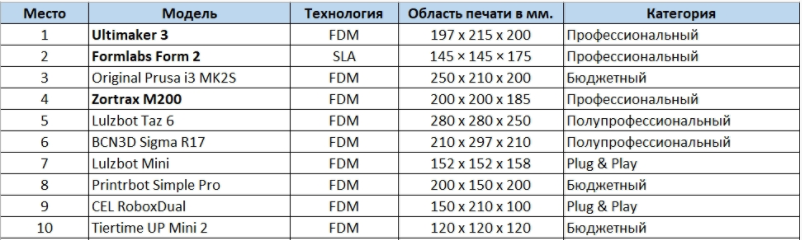 Место Модель Технология Область печати в мм. Категория
1 Ultimaker 3 FDM 197 x 215 x 200 Профессиональный
2 Formlabs Form 2 SLA 145 × 145 × 175 Профессиональный
3 Original Prusa i3 MK2S FDM 250 x 210 x 200 Бюджетный
4 Zortrax M200 FDM 200 x 200 x 185 Профессиональный
5 Lulzbot Taz 6 FDM 280 x 280 x 250 Полупрофессиональный
6 BCN3D Sigma R17 FDM 210 x 297 x 210 Полупрофессиональный
7 Lulzbot Mini FDM 152 x 152 x 158 Plug & Play
8 Printrbot Simple Pro FDM 200 x 150 x 200 Бюджетный
9 CEL RoboxDual FDM 150 x 210 x 100 Plug & Play
10 Tiertime UP Mini 2 FDM 120 x 120 x 120 Бюджетный